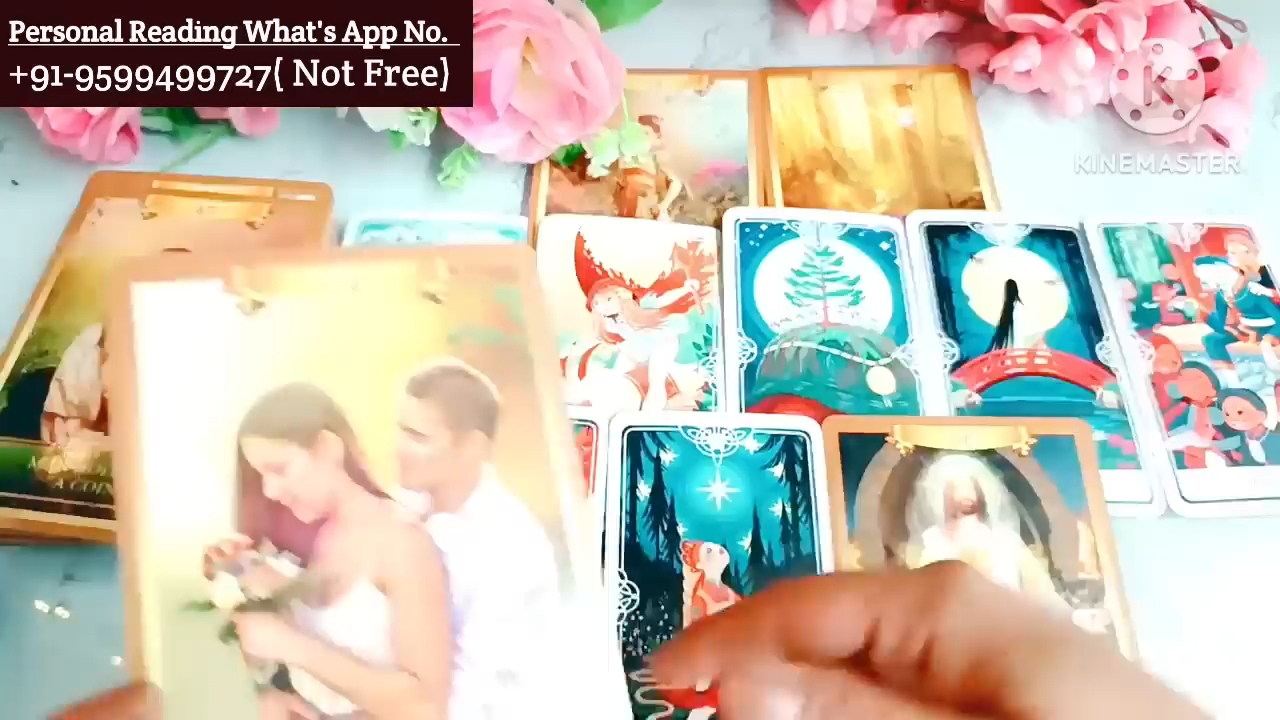 Personal Reading What's App No.
+91-9599499727( Not Free)
K
KINEMASTER